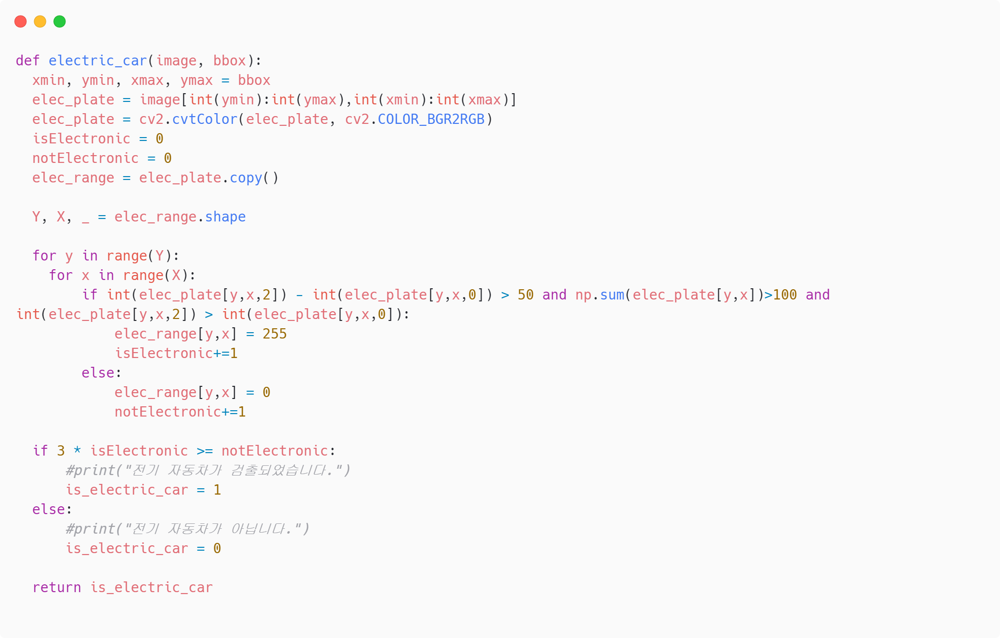 def electric_car(image, bbox):
  xmin, ymin, xmax, ymax = bbox
  elec_plate = image[int(ymin):int(ymax),int(xmin):int(xmax)]
  elec_plate = cv2.cvtColor(elec_plate, cv2.COLOR_BGR2RGB)
  isElectronic = 0
  notElectronic = 0
  elec_range = elec_plate.copy()

  Y, X, _ = elec_range.shape

  for y in range(Y):
    for x in range(X):
        if int(elec_plate[y,x,2]) - int(elec_plate[y,x,0]) > 50 and np.sum(elec_plate[y,x])>100 and
int(elec_plate[y,x,2]) > int(elec_plate[y,x,0]):
            elec_range[y,x] = 255
            isElectronic+=1
        else:
            elec_range[y,x] = 0
            notElectronic+=1

  if 3 * isElectronic >= notElectronic:
      #print("전기 자동차가 검출되었습니다.")
      is_electric_car = 1
  else:
      #print("전기 자동차가 아닙니다.")
      is_electric_car = 0

  return is_electric_car